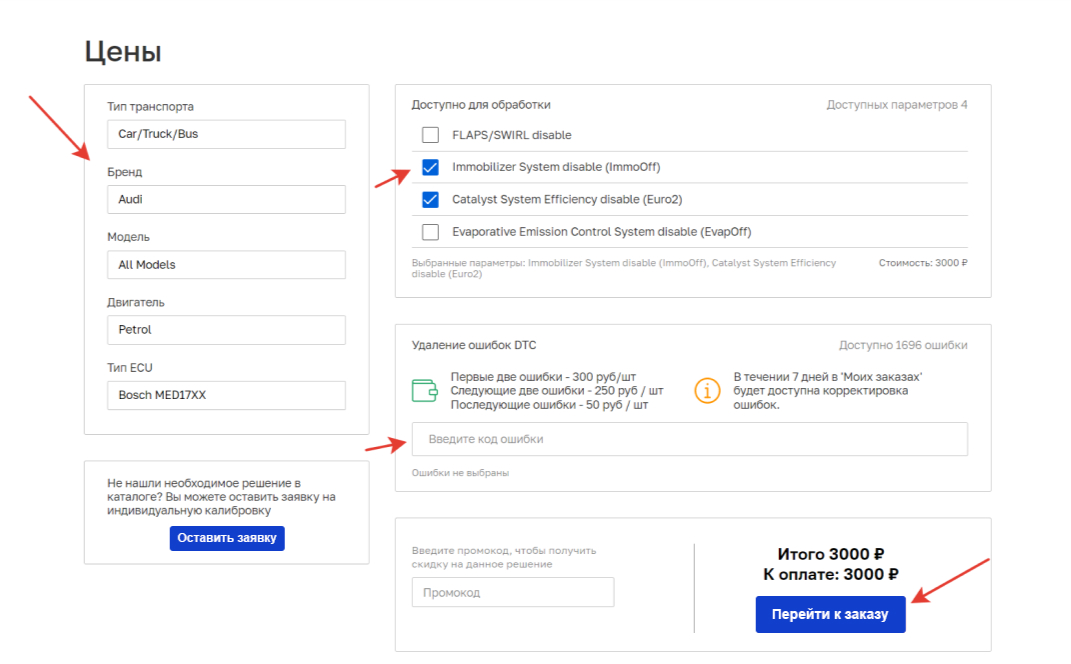 Цены
Тип транспорта
Car/Truck/Bus
Бренд
Audi
Модель
All Models
Двигатель
Petrol
Тип ECU
Bosch MED17XX
Не нашли необходимое решение в
каталоге? Вы можете оставить заявку на
индивидуальную калибровку
Оставить заявку
Доступно для обработки
Доступных параметров 4
FLAPS/SWIRL disable
Immobilizer System disable (ImmoOff)
Catalyst System Efficiency disable (Euro2)
Evaporative Emission Control System disable (EvapOff)
Выбранные параметры: Immobilizer System disable (ImmoOff), Catalyst System Efficiency
disable (Euro2)
Стоимость: 3000 ₽
Удаление ошибок DTC
Доступно 1696 ошибки
Первые две ошибки - 300 руб/шт
Следующие две ошибки - 250 руб / шт
Последующие ошибки - 50 руб / шт
В течении 7 дней в 'Моих заказах'
будет доступна корректировка
ошибок.
Введите код ошибки
Ошибки не выбраны
Введите промокод, чтобы получить
скидку на данное решение
Промокод
Итого 3000 ₽
К оплате: 3000 ₽
Перейти к заказу